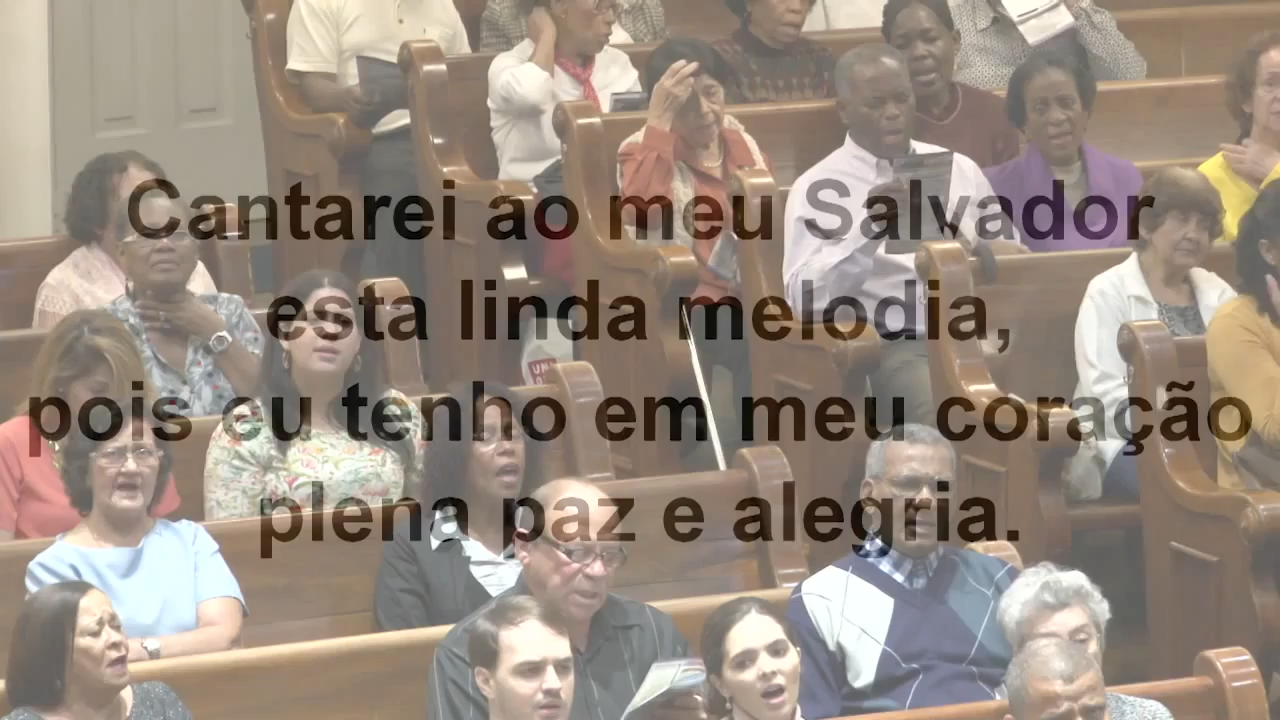 Cantarei ao meu Salvador
esta linda melodia,
pois eu tenho em meu coração
plena paz e alegria.